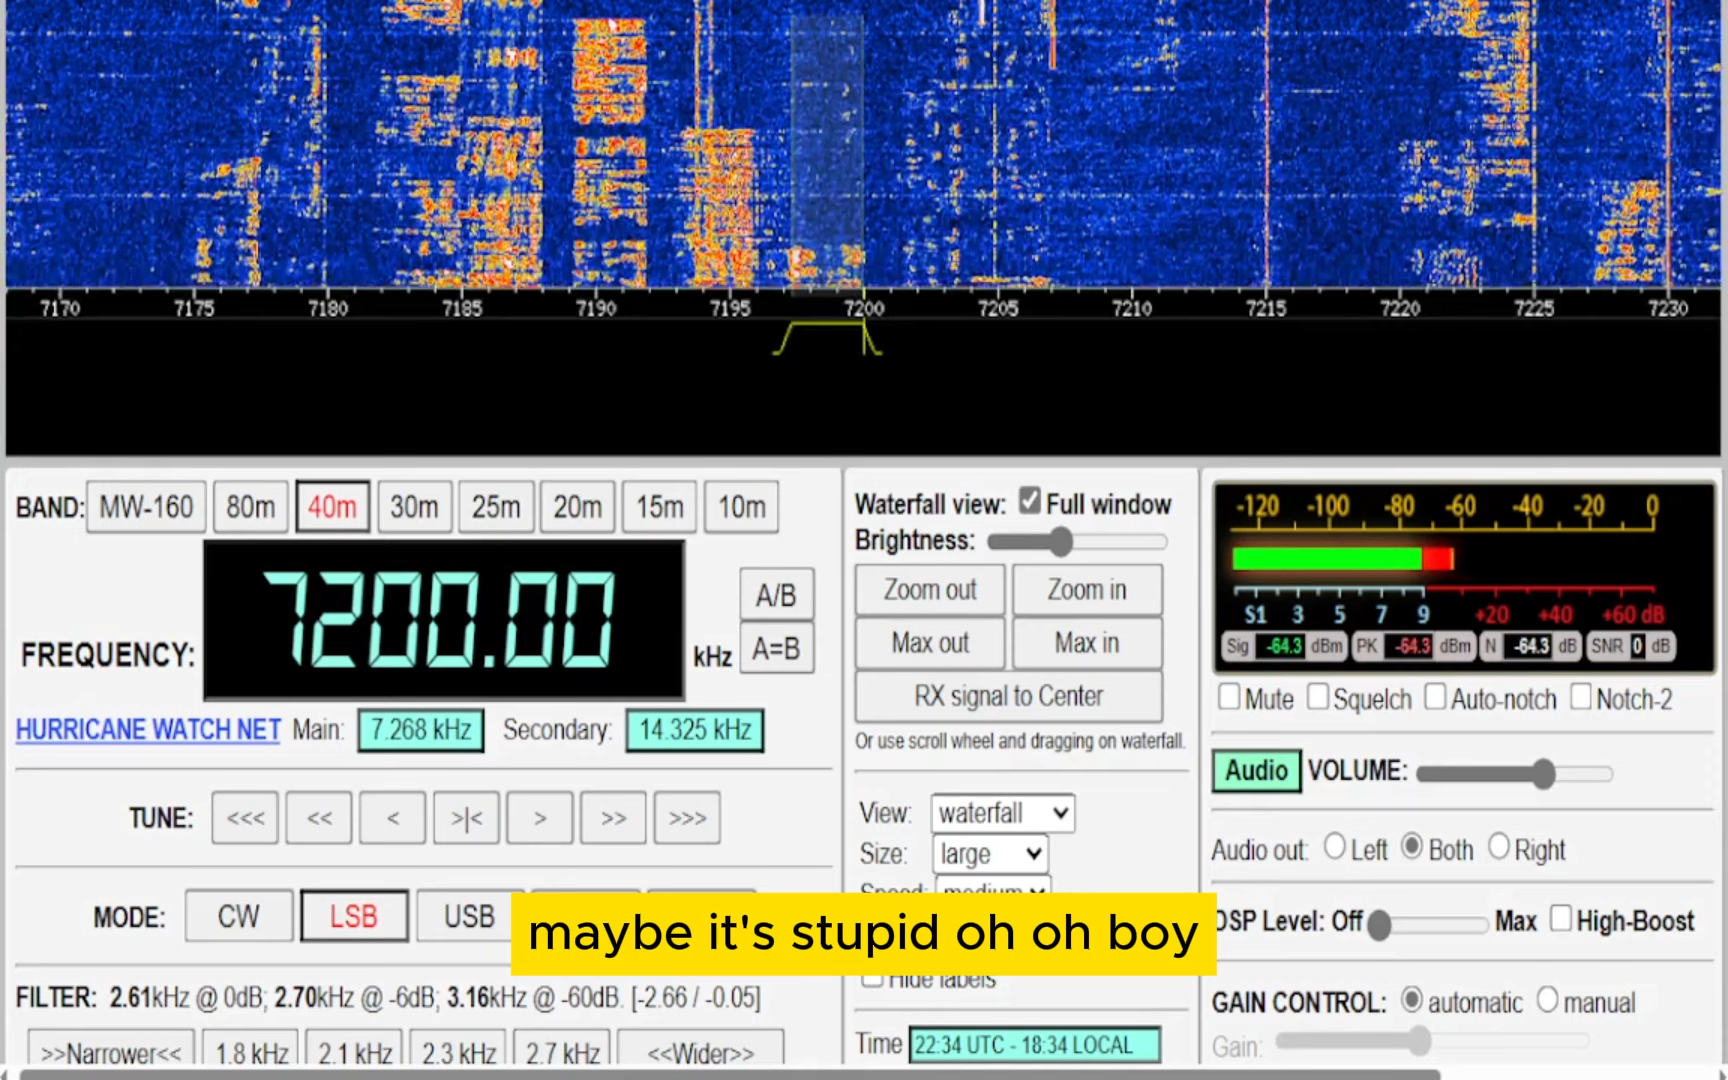 7170 7175 7180 7185 7190 7195 7200 7205 7210 7215 7220 7225 7230
BAND: MW-160 80m 40m 30m 25m 20m 15m 10m
FREQUENCY: 7200.00 kHz A/B
A=B
HURRICANE WATCH NET Main: 7.268 kHz Secondary: 14.325 kHz
TUNE: <<< << < >|< > >> >>>
MODE: CW LSB USB
FILTER: 2.61kHz @ 0dB; 2.70kHz @ -6dB; 3.16kHz @ -60dB. [-2.66 / -0.05]
>>Narrower<< 1.8 kHz 2.1 kHz 2.3 kHz 2.7 kHz <<Wider>>
Waterfall view: Full window
Brightness:
Zoom out Zoom in
Max out Max in
RX signal to Center
Or use scroll wheel and dragging on waterfall.
View: waterfall
Size: large
Speed: medium
maybe it's stupid oh oh boy
Hide labels
Time 22:34 UTC - 18:34 LOCAL
-120 -100 -80 -60 -40 -20 0
S1 3 5 7 9 +20 +40 +60 dB
Sig -64.3 dBm PK -64.3 dBm N -64.3 dB SNR 0 dB
Mute Squelch Auto-notch Notch-2
Audio VOLUME:
Audio out: Left Both Right
DSP Level: Off Max High-Boost
GAIN CONTROL: automatic manual
Gain: